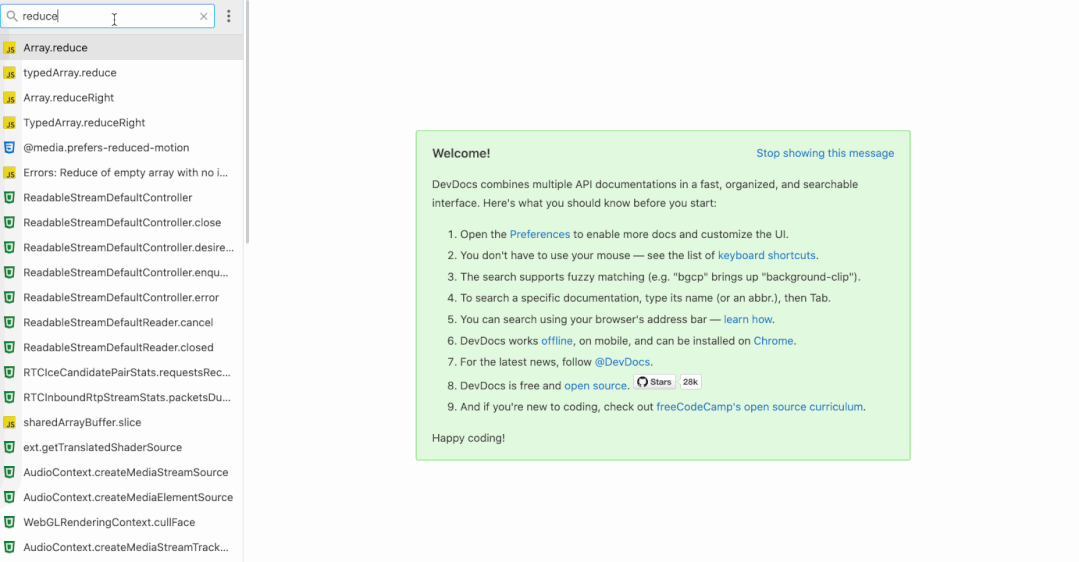 reduce
Array.reduce
typedArray.reduce
Array.reduceRight
TypedArray.reduceRight
@media.prefers-reduced-motion
Errors: Reduce of empty array with no i...
ReadableStreamDefaultController
ReadableStreamDefaultController.close
ReadableStreamDefaultController.desire...
ReadableStreamDefaultController.enqu...
ReadableStreamDefaultController.error
ReadableStreamDefaultReader.cancel
ReadableStreamDefaultReader.closed
RTCIceCandidatePairStats.requestsRec...
RTCInboundRtpStreamStats.packetsDu...
sharedArrayBuffer.slice
ext.getTranslatedShaderSource
AudioContext.createMediaStreamSource
AudioContext.createMediaElementSource
WebGLRenderingContext.cullFace
AudioContext.createMediaStreamTrack...
Welcome! Stop showing this message
DevDocs combines multiple API documentations in a fast, organized, and searchable
interface. Here's what you should know before you start:
1. Open the Preferences to enable more docs and customize the UI.
2. You don't have to use your mouse — see the list of keyboard shortcuts.
3. The search supports fuzzy matching (e.g. "bgcp" brings up "background-clip").
4. To search a specific documentation, type its name (or an abbr.), then Tab.
5. You can search using your browser's address bar — learn how.
6. DevDocs works offline, on mobile, and can be installed on Chrome.
7. For the latest news, follow @DevDocs.
8. DevDocs is free and open source. Stars 28k
9. And if you're new to coding, check out freeCodeCamp's open source curriculum.
Happy coding!